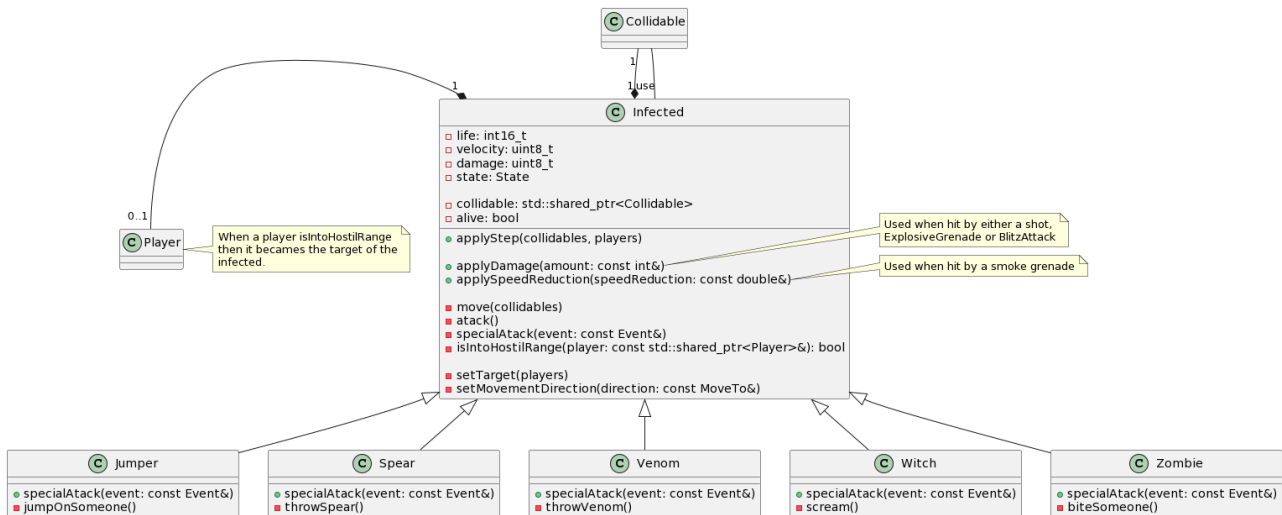 C Collidable
1
1 use
1
C Infected
life: int16_t
velocity: uint8_t
damage: uint8_t
state: State
collidable: std::shared_ptr<Collidable>
alive: bool
applyStep(collidables, players)
applyDamage(amount: const int&)
applySpeedReduction(speedReduction: const double&)
move(collidables)
atack()
specialAtack(event: const Event&)
isIntoHostilRange(player: const std::shared_ptr<Player>&): bool
setTarget(players)
setMovementDirection(direction: const MoveTo&)
0..1
C Player
When a player isIntoHostilRange
then it becames the target of the
infected.
Used when hit by either a shot,
ExplosiveGrenade or BlitzAttack
Used when hit by a smoke grenade
C Jumper
specialAtack(event: const Event&)
jumpOnSomeone()
C Spear
specialAtack(event: const Event&)
throwSpear()
C Venom
specialAtack(event: const Event&)
throwVenom()
C Witch
specialAtack(event: const Event&)
scream()
C Zombie
specialAtack(event: const Event&)
biteSomeone()